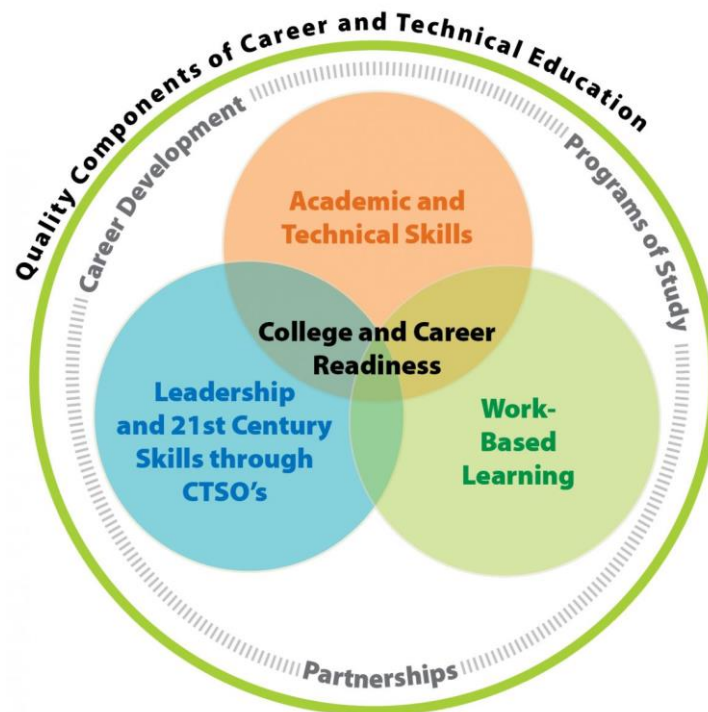 Quality Components of Career and Technical Education
Career Development
Programs of Study
Academic and
Technical Skills
College and Career
Readiness
Leadership
and 21st Century
Skills through
CTSO's
Work-
Based
Learning
Partnerships